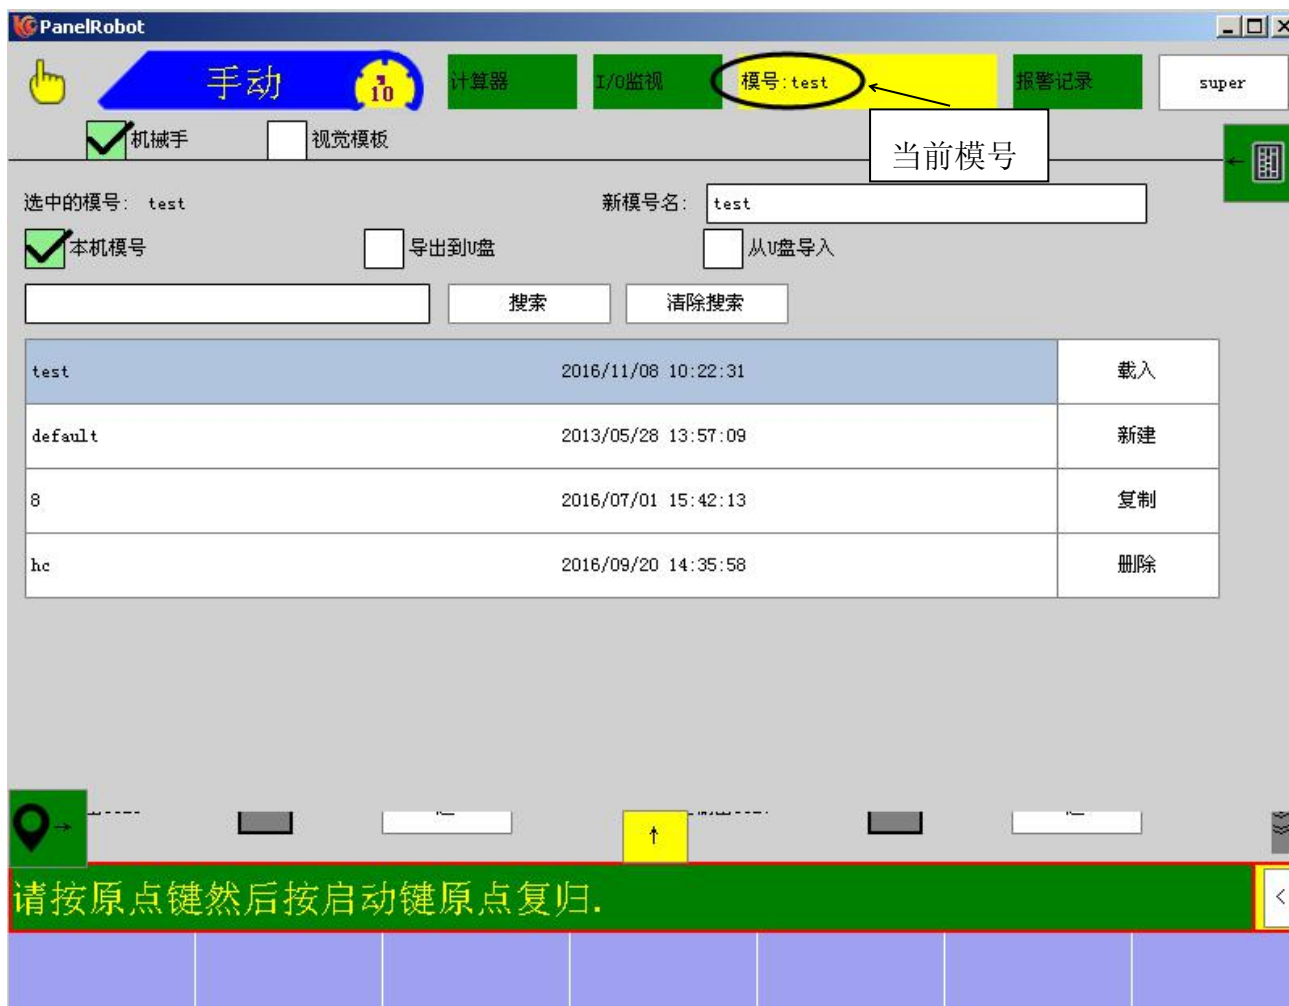 PanelRobot
手动
10
计算器
I/O监视
模号:test
报警记录
super
机械手
视觉模板
当前模号
←
选中的模号: test
新模号名:
test
本机模号
导出到U盘
从U盘导入
搜索
清除搜索
test 2016/11/08 10:22:31 载入
default 2013/05/28 13:57:09 新建
8 2016/07/01 15:42:13 复制
hc 2016/09/20 14:35:58 删除
→
↑
请按原点键然后按启动键原点复归.
<